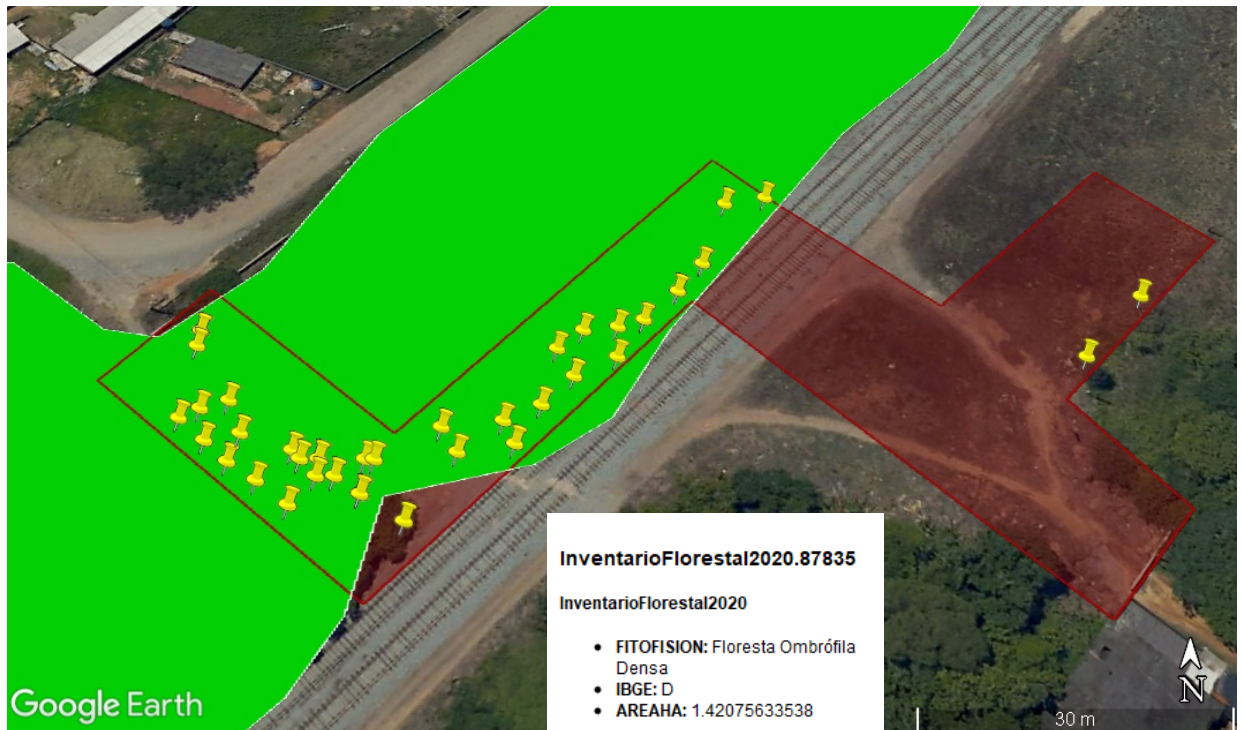 InventarioFlorestal2020.87835
InventarioFlorestal2020
• FITOFISION: Floresta Ombrófila
Densa
• IBGE: D
• AREAHA: 1.42075633538
N
Google Earth
30 m